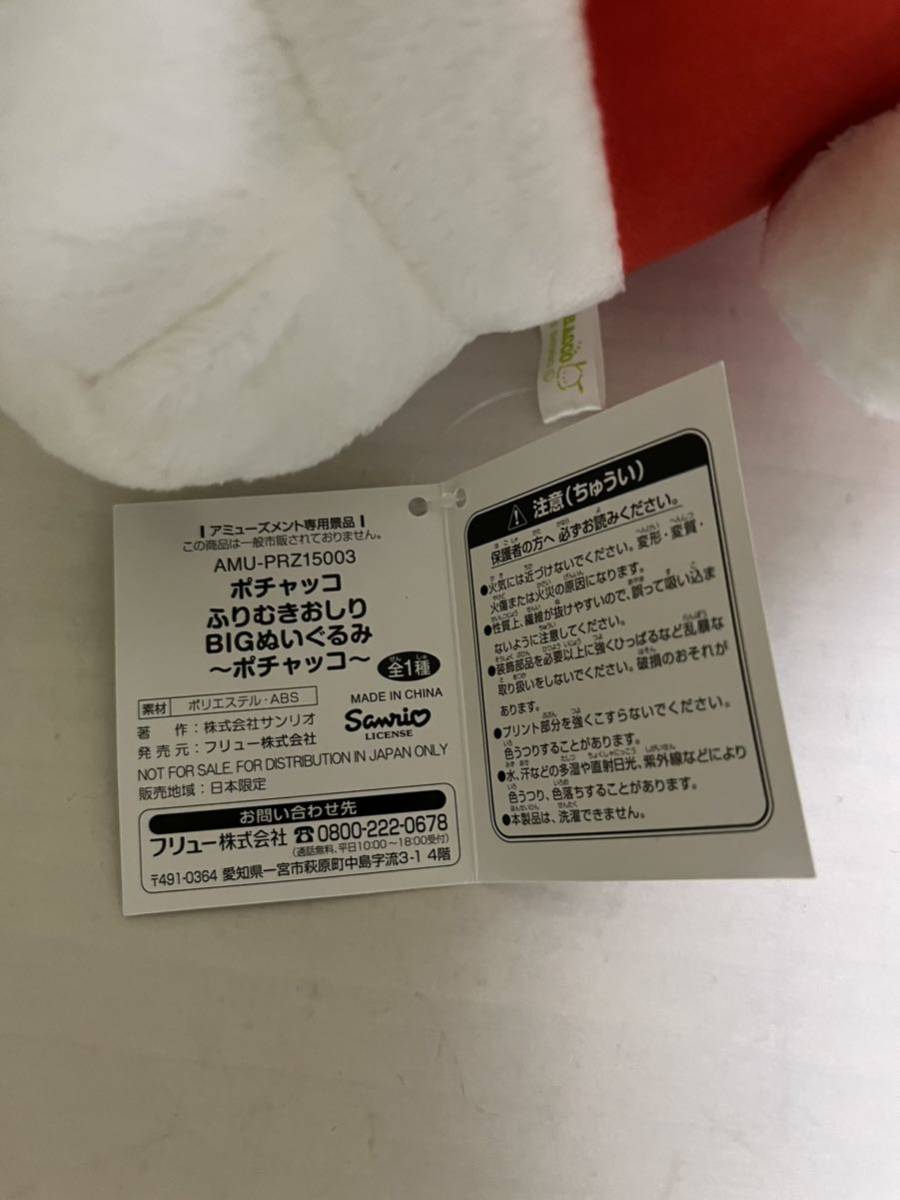 アミューズメント専用景品
この商品は一般市販されておりません。
AMU-PRZ15003
ポチャッコ
ふりむきおしり
BIGぬいぐるみ
～ポチャッコ～ 全1種
素材 ポリエステル・ABS
MADE IN CHINA
著 作：株式会社サンリオ
Sanrio
LICENSE
発 売 元：フリュー株式会社
NOT FOR SALE. FOR DISTRIBUTION IN JAPAN ONLY
販売地域：日本限定
お問い合わせ先
フリュー株式会社 ☎0800-222-0678
(通話無料、平日10:00～18:00受付)
〒491-0364 愛知県一宮市萩原町中島字流3-1 4階
注意(ちゅうい)
保護者の方へ 必ずお読みください。
●火気には近づけないでください。変形・変質・
火傷または火災の原因になります。
●性質上、繊維が抜けやすいので、誤って吸い込ま
ないように注意してください。
●装飾部品を必要以上に強くひっぱるなど乱暴な
取り扱いをしないでください。破損のおそれが
あります。
●プリント部分を強くこすらないでください。
色うつりすることがあります。
●水、汗などの多湿や直射日光、紫外線などにより
色うつり、色落ちすることがあります。
●本製品は、洗濯できません。